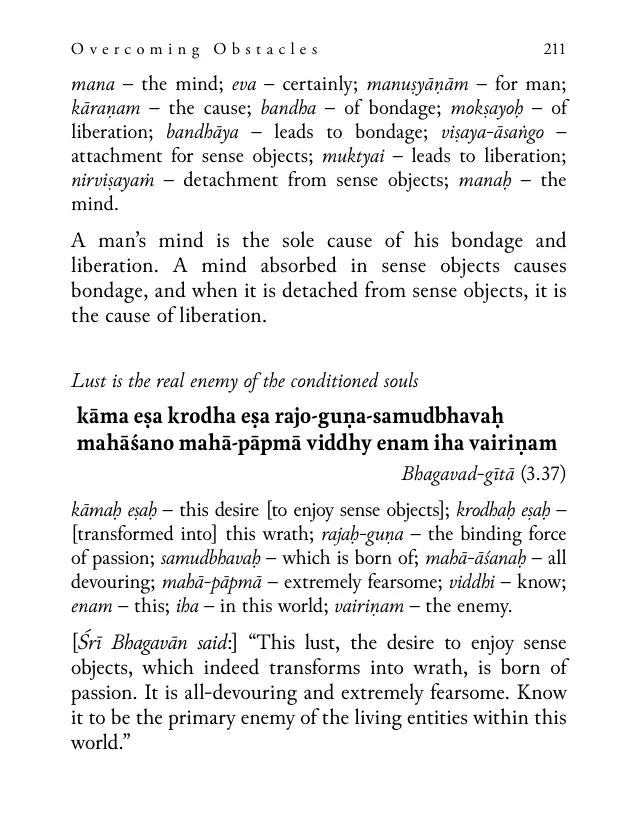 Overcoming Obstacles 211
mana – the mind; eva – certainly; manuṣyāṇām – for man;
kāraṇam – the cause; bandha – of bondage; mokṣayoḥ – of
liberation; bandhāya – leads to bondage; viṣaya-āsaṅgo –
attachment for sense objects; muktyai – leads to liberation;
nirviṣayaṁ – detachment from sense objects; manaḥ – the
mind.
A man’s mind is the sole cause of his bondage and
liberation. A mind absorbed in sense objects causes
bondage, and when it is detached from sense objects, it is
the cause of liberation.
Lust is the real enemy of the conditioned souls
kāma eṣa krodha eṣa rajo-guṇa-samudbhavaḥ
mahāśano mahā-pāpmā viddhy enam iha vairiṇam
Bhagavad-gītā (3.37)
kāmaḥ eṣaḥ – this desire [to enjoy sense objects]; krodhaḥ eṣaḥ –
[transformed into] this wrath; rajaḥ-guṇa – the binding force
of passion; samudbhavaḥ – which is born of; mahā-āśanaḥ – all
devouring; mahā-pāpmā – extremely fearsome; viddhi – know;
enam – this; iha – in this world; vairiṇam – the enemy.
[Śrī Bhagavān said:] “This lust, the desire to enjoy sense
objects, which indeed transforms into wrath, is born of
passion. It is all-devouring and extremely fearsome. Know
it to be the primary enemy of the living entities within this
world.”